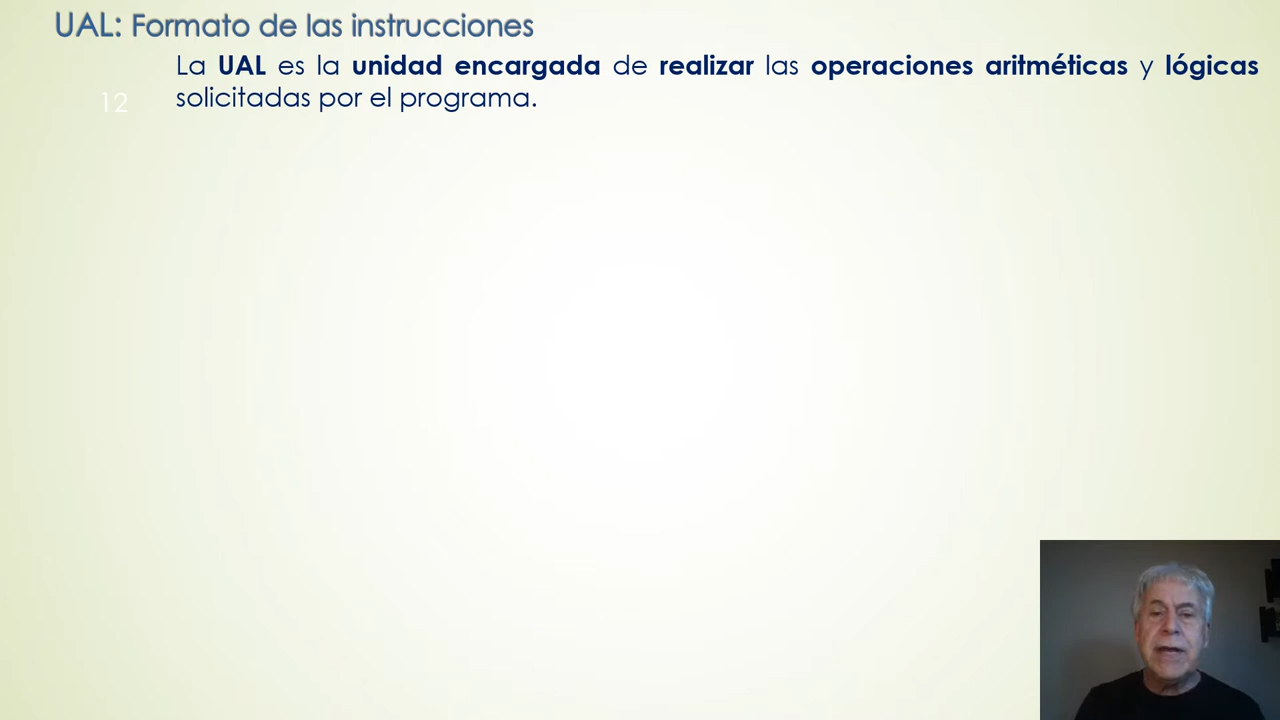 UAL: Formato de las instrucciones
La UAL es la unidad encargada de realizar las operaciones aritméticas y lógicas
solicitadas por el programa.
12